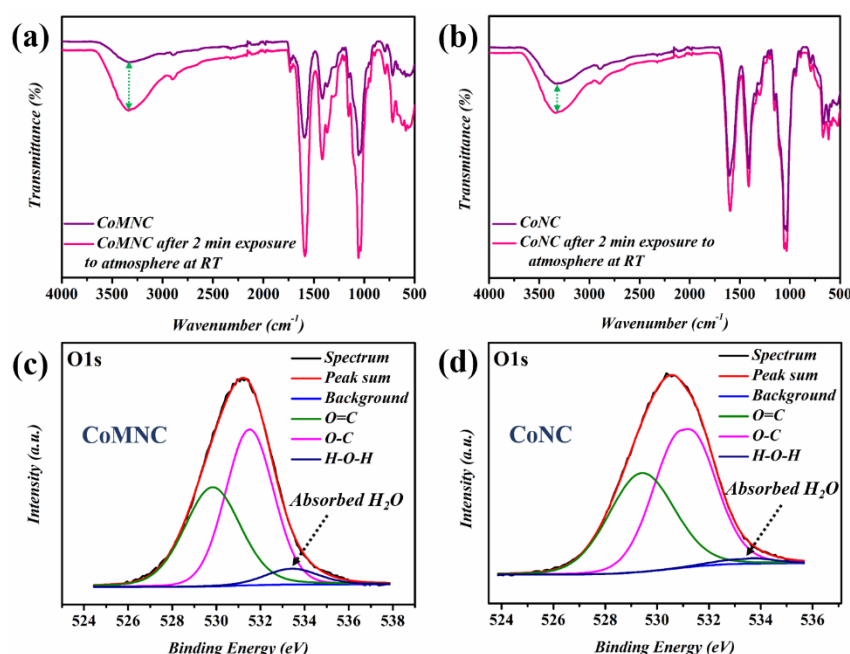 (a)
Transmittance (%)
CoMNC
CoMNC after 2 min exposure
to atmosphere at RT
4000 3500 3000 2500 2000 1500 1000 500
Wavenumber (cm-1)
(b)
Transmittance (%)
CoNC
CoNC after 2 min exposure to
atmosphere at RT
4000 3500 3000 2500 2000 1500 1000 500
Wavenumber (cm-1)
(c)
O1s
CoMNC
Spectrum
Peak sum
Background
O=C
O-C
H-O-H
Absorbed H2O
Intensity (a.u.)
524 526 528 530 532 534 536 538
Binding Energy (eV)
(d)
O1s
CoNC
Spectrum
Peak sum
Background
O=C
O-C
H-O-H
Absorbed H2O
Intensity (a.u.)
524 526 528 530 532 534 536
Binding Energy (eV)